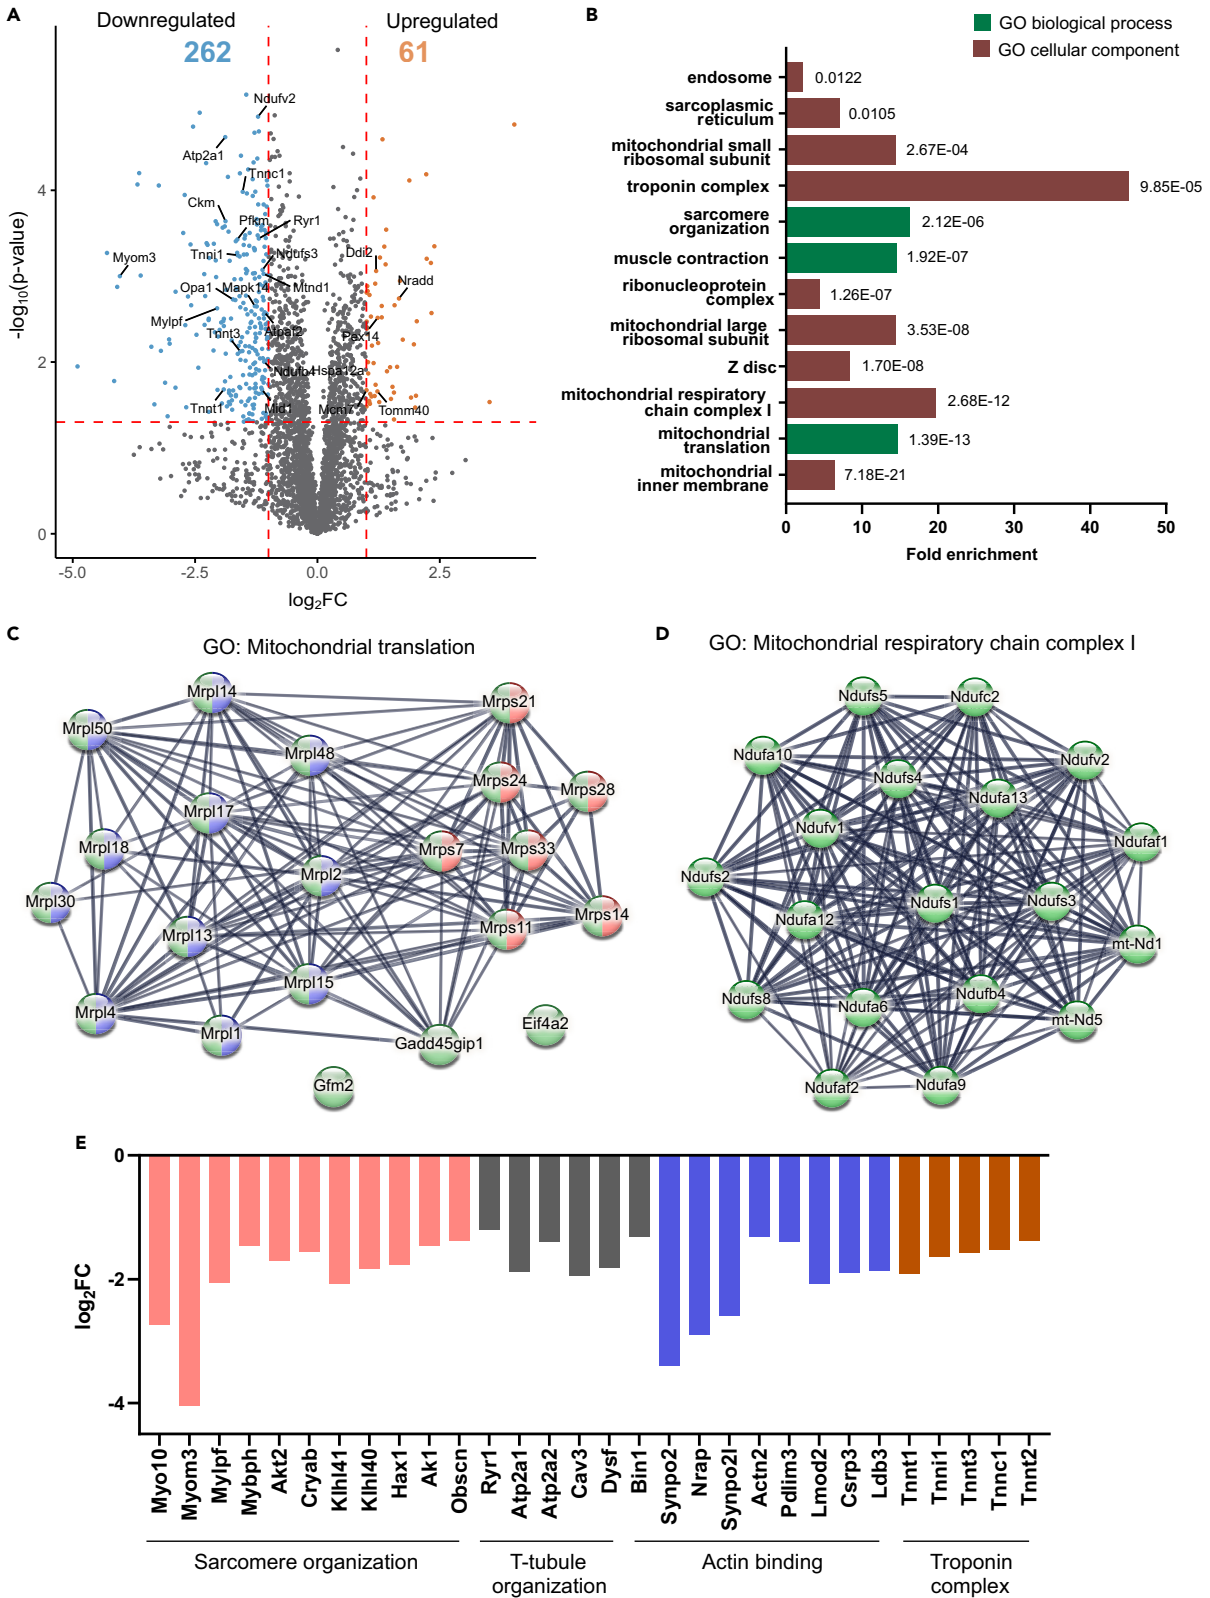 A
Downregulated
262
Upregulated
61
Ndufv2
Atp2a1
Tnnc1
Ckm
Pfkm
Ryr1
Tnni1
Ndufs3
Ddi2
Myom3
Opa1
Mapk14
Mtnd1
Nradd
Mylpf
Tnnt3
Atpaf2
Pex14
Ndufb4
Hspa12a
Tnnt1
Mid1
Mcm7
Tomm40
4
2
0
-log10(p-value)
-5.0
-2.5
0.0
2.5
log2FC
B
GO biological process
GO cellular component
endosome
0.0122
sarcoplasmic
reticulum
0.0105
mitochondrial small
ribosomal subunit
2.67E-04
troponin complex
9.85E-05
sarcomere
organization
2.12E-06
muscle contraction
1.92E-07
ribonucleoprotein
complex
1.26E-07
mitochondrial large
ribosomal subunit
3.53E-08
Z disc
1.70E-08
mitochondrial respiratory
chain complex I
2.68E-12
mitochondrial
translation
1.39E-13
mitochondrial
inner membrane
7.18E-21
0
10
20
30
40
50
Fold enrichment
C
GO: Mitochondrial translation
Mrpl14
Mrps21
Mrpl50
Mrpl48
Mrps24
Mrps28
Mrpl17
Mrpl18
Mrps7
Mrps33
Mrpl2
Mrpl30
Mrps14
Mrpl13
Mrps11
Mrpl15
Mrpl4
Mrpl1
Gadd45gip1
Eif4a2
Gfm2
D
GO: Mitochondrial respiratory chain complex I
Ndufs5
Ndufc2
Ndufa10
Ndufv2
Ndufs4
Ndufa13
Ndufv1
Ndufaf1
Ndufs2
Ndufs1
Ndufs3
Ndufa12
mt-Nd1
Ndufs8
Ndufa6
Ndufb4
mt-Nd5
Ndufaf2
Ndufa9
E
0
-2
-4
log2FC
Myo10
Myom3
Mylpf
Mybph
Akt2
Cryab
Klhl41
Klhl40
Hax1
Ak1
Obscn
Ryr1
Atp2a1
Atp2a2
Cav3
Dysf
Bin1
Synpo2
Nrap
Synpo2l
Actn2
Pdlim3
Lmod2
Csrp3
Ldb3
Tnnt1
Tnni1
Tnnt3
Tnnc1
Tnnt2
Sarcomere organization
T-tubule
organization
Actin binding
Troponin
complex